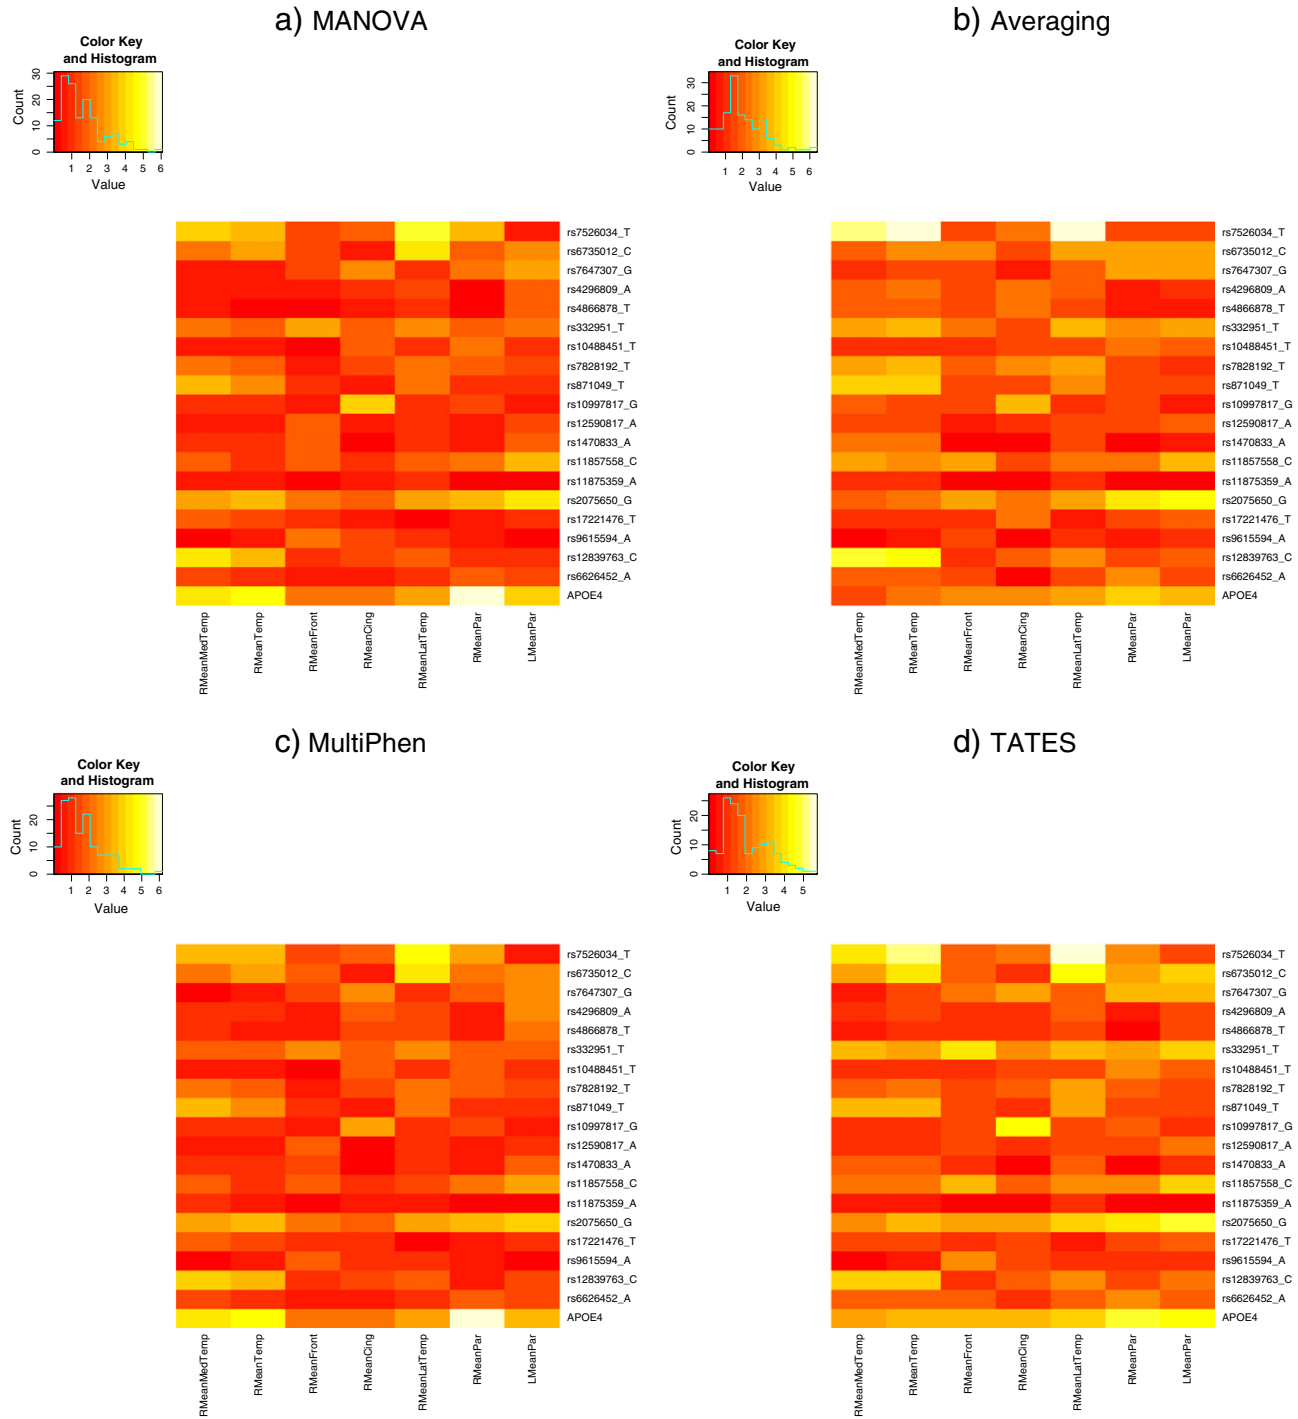 a) MANOVA
Color Key
and Histogram
Count
0 10 20 30
1 2 3 4 5 6
Value
rs7526034_T
rs6735012_C
rs7647307_G
rs4296809_A
rs4866878_T
rs332951_T
rs10488451_T
rs7828192_T
rs871049_T
rs10997817_G
rs12590817_A
rs1470833_A
rs11857558_C
rs11875359_A
rs2075650_G
rs17221476_T
rs9615594_A
rs12839763_C
rs6626452_A
APOE4
RMeanMedTemp
RMeanTemp
RMeanFront
RMeanCing
RMeanLatTemp
RMeanPar
LMeanPar
b) Averaging
Color Key
and Histogram
Count
0 10 20 30
1 2 3 4 5 6
Value
rs7526034_T
rs6735012_C
rs7647307_G
rs4296809_A
rs4866878_T
rs332951_T
rs10488451_T
rs7828192_T
rs871049_T
rs10997817_G
rs12590817_A
rs1470833_A
rs11857558_C
rs11875359_A
rs2075650_G
rs17221476_T
rs9615594_A
rs12839763_C
rs6626452_A
APOE4
RMeanMedTemp
RMeanTemp
RMeanFront
RMeanCing
RMeanLatTemp
RMeanPar
LMeanPar
c) MultiPhen
Color Key
and Histogram
Count
0 10 20
1 2 3 4 5 6
Value
rs7526034_T
rs6735012_C
rs7647307_G
rs4296809_A
rs4866878_T
rs332951_T
rs10488451_T
rs7828192_T
rs871049_T
rs10997817_G
rs12590817_A
rs1470833_A
rs11857558_C
rs11875359_A
rs2075650_G
rs17221476_T
rs9615594_A
rs12839763_C
rs6626452_A
APOE4
RMeanMedTemp
RMeanTemp
RMeanFront
RMeanCing
RMeanLatTemp
RMeanPar
LMeanPar
d) TATES
Color Key
and Histogram
Count
0 10 20
1 2 3 4 5
Value
rs7526034_T
rs6735012_C
rs7647307_G
rs4296809_A
rs4866878_T
rs332951_T
rs10488451_T
rs7828192_T
rs871049_T
rs10997817_G
rs12590817_A
rs1470833_A
rs11857558_C
rs11875359_A
rs2075650_G
rs17221476_T
rs9615594_A
rs12839763_C
rs6626452_A
APOE4
RMeanMedTemp
RMeanTemp
RMeanFront
RMeanCing
RMeanLatTemp
RMeanPar
LMeanPar